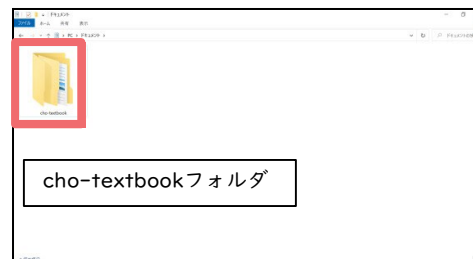 ドキュメント
ファイル ホーム 共有 表示
PC › ドキュメント ›
cho-textbook
cho-textbookフォルダ